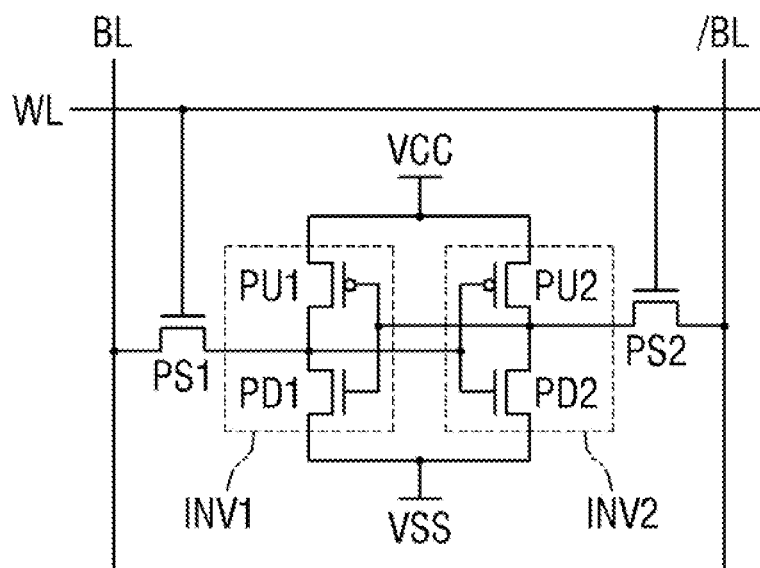 BL
/BL
WL
VCC
PU1
PU2
PS1
PS2
PD1
PD2
INV1
INV2
VSS